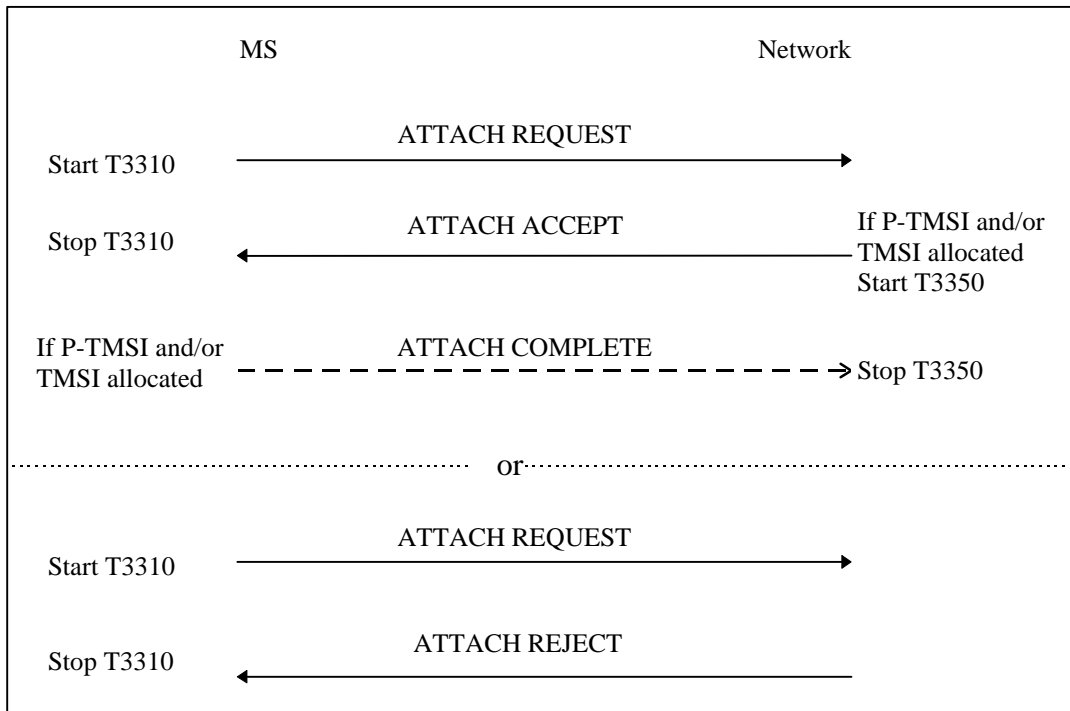 MS
Network
ATTACH REQUEST
Start T3310
ATTACH ACCEPT
Stop T3310
If P-TMSI and/or
TMSI allocated
Start T3350
If P-TMSI and/or
TMSI allocated
ATTACH COMPLETE
Stop T3350
or
ATTACH REQUEST
Start T3310
ATTACH REJECT
Stop T3310